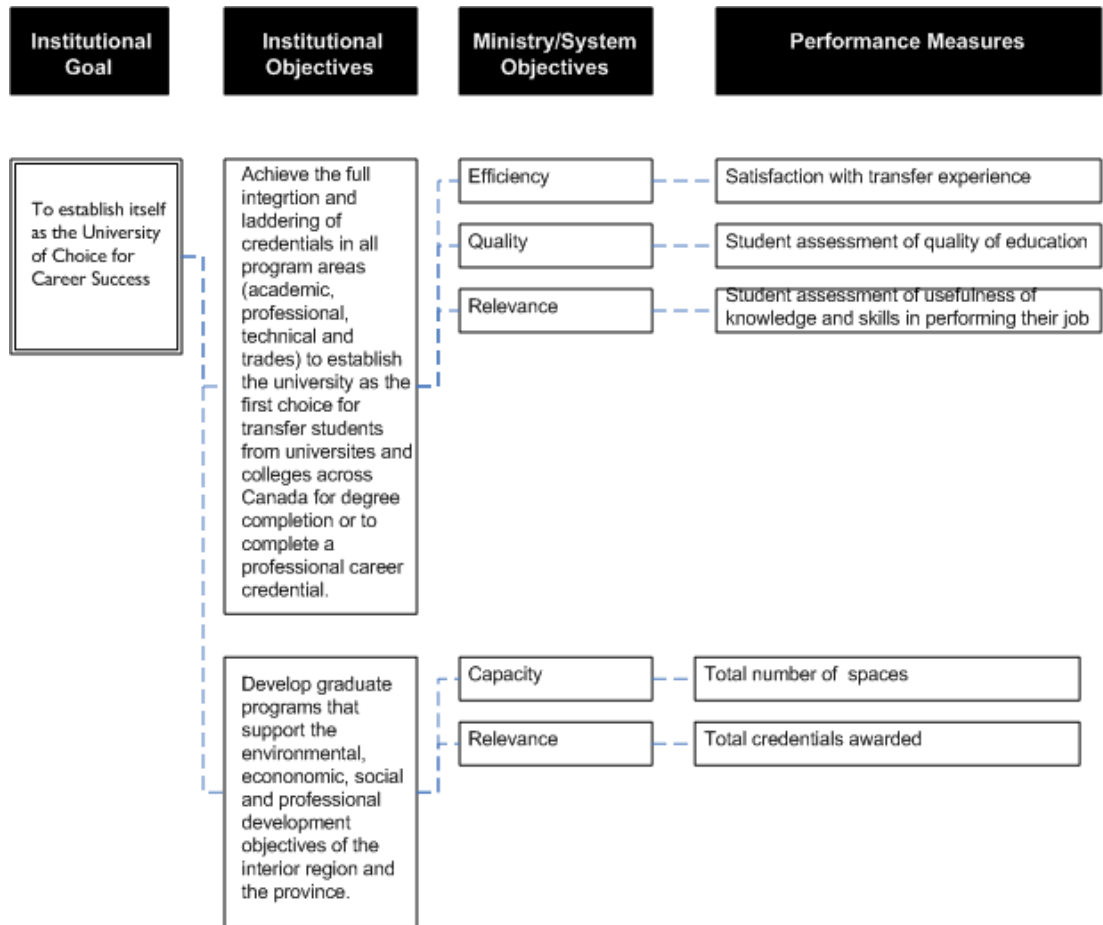 Institutional
Goal
Institutional
Objectives
Ministry/System
Objectives
Performance Measures
To establish itself
as the University
of Choice for
Career Success
Achieve the full
integrtion and
laddering of
credentials in all
program areas
(academic,
professional,
technical and
trades) to establish
the university as the
first choice for
transfer students
from universites and
colleges across
Canada for degree
completion or to
complete a
professional career
credential.
Efficiency
Satisfaction with transfer experience
Quality
Student assessment of quality of education
Relevance
Student assessment of usefulness of
knowledge and skills in performing their job
Develop graduate
programs that
support the
environmental,
econonomic, social
and professional
development
objectives of the
interior region and
the province.
Capacity
Total number of spaces
Relevance
Total credentials awarded